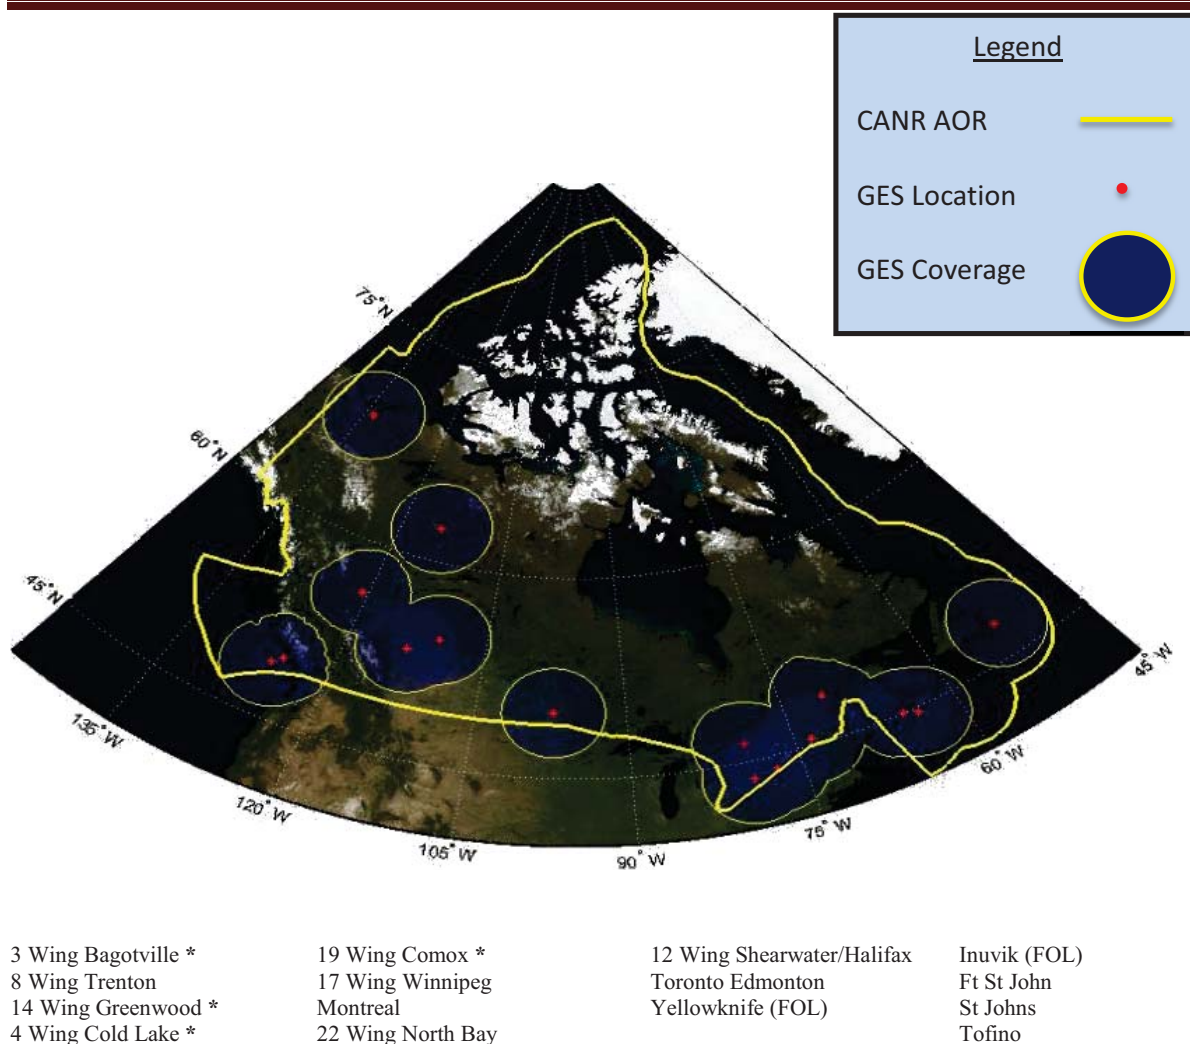 Legend
CANR AOR
GES Location
GES Coverage
75° N
60° N
45° N
135° W
120° W
105° W
90° W
75° W
60° W
45° W
3 Wing Bagotville *
8 Wing Trenton
14 Wing Greenwood *
4 Wing Cold Lake *
19 Wing Comox *
17 Wing Winnipeg
Montreal
22 Wing North Bay
12 Wing Shearwater/Halifax
Toronto Edmonton
Yellowknife (FOL)
Inuvik (FOL)
Ft St John
St Johns
Tofino